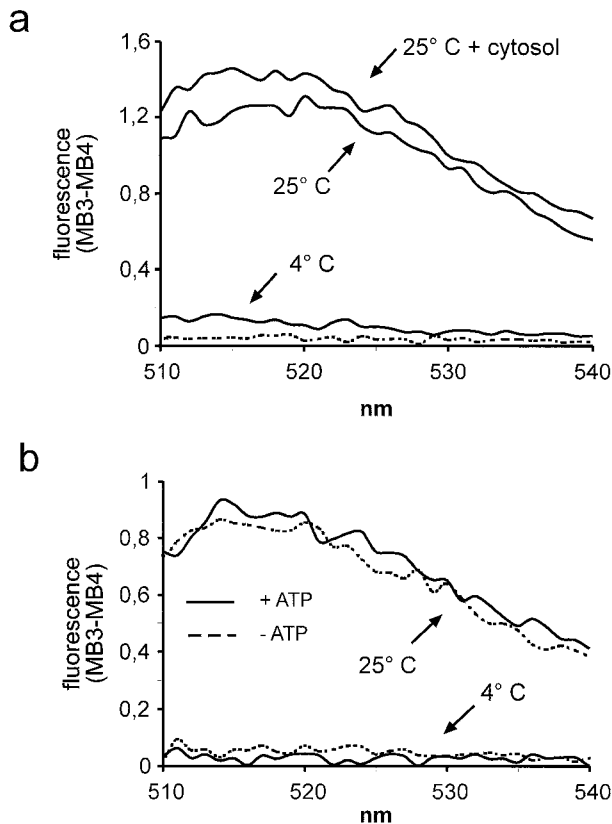 a
fluorescence
(MB3-MB4)
1,6
1,2
0,8
0,4
0
25° C + cytosol
25° C
4° C
510
520
530
540
nm
b
fluorescence
(MB3-MB4)
1
0,8
0,6
0,4
0,2
0
+ ATP
- ATP
25° C
4° C
510
520
530
540
nm